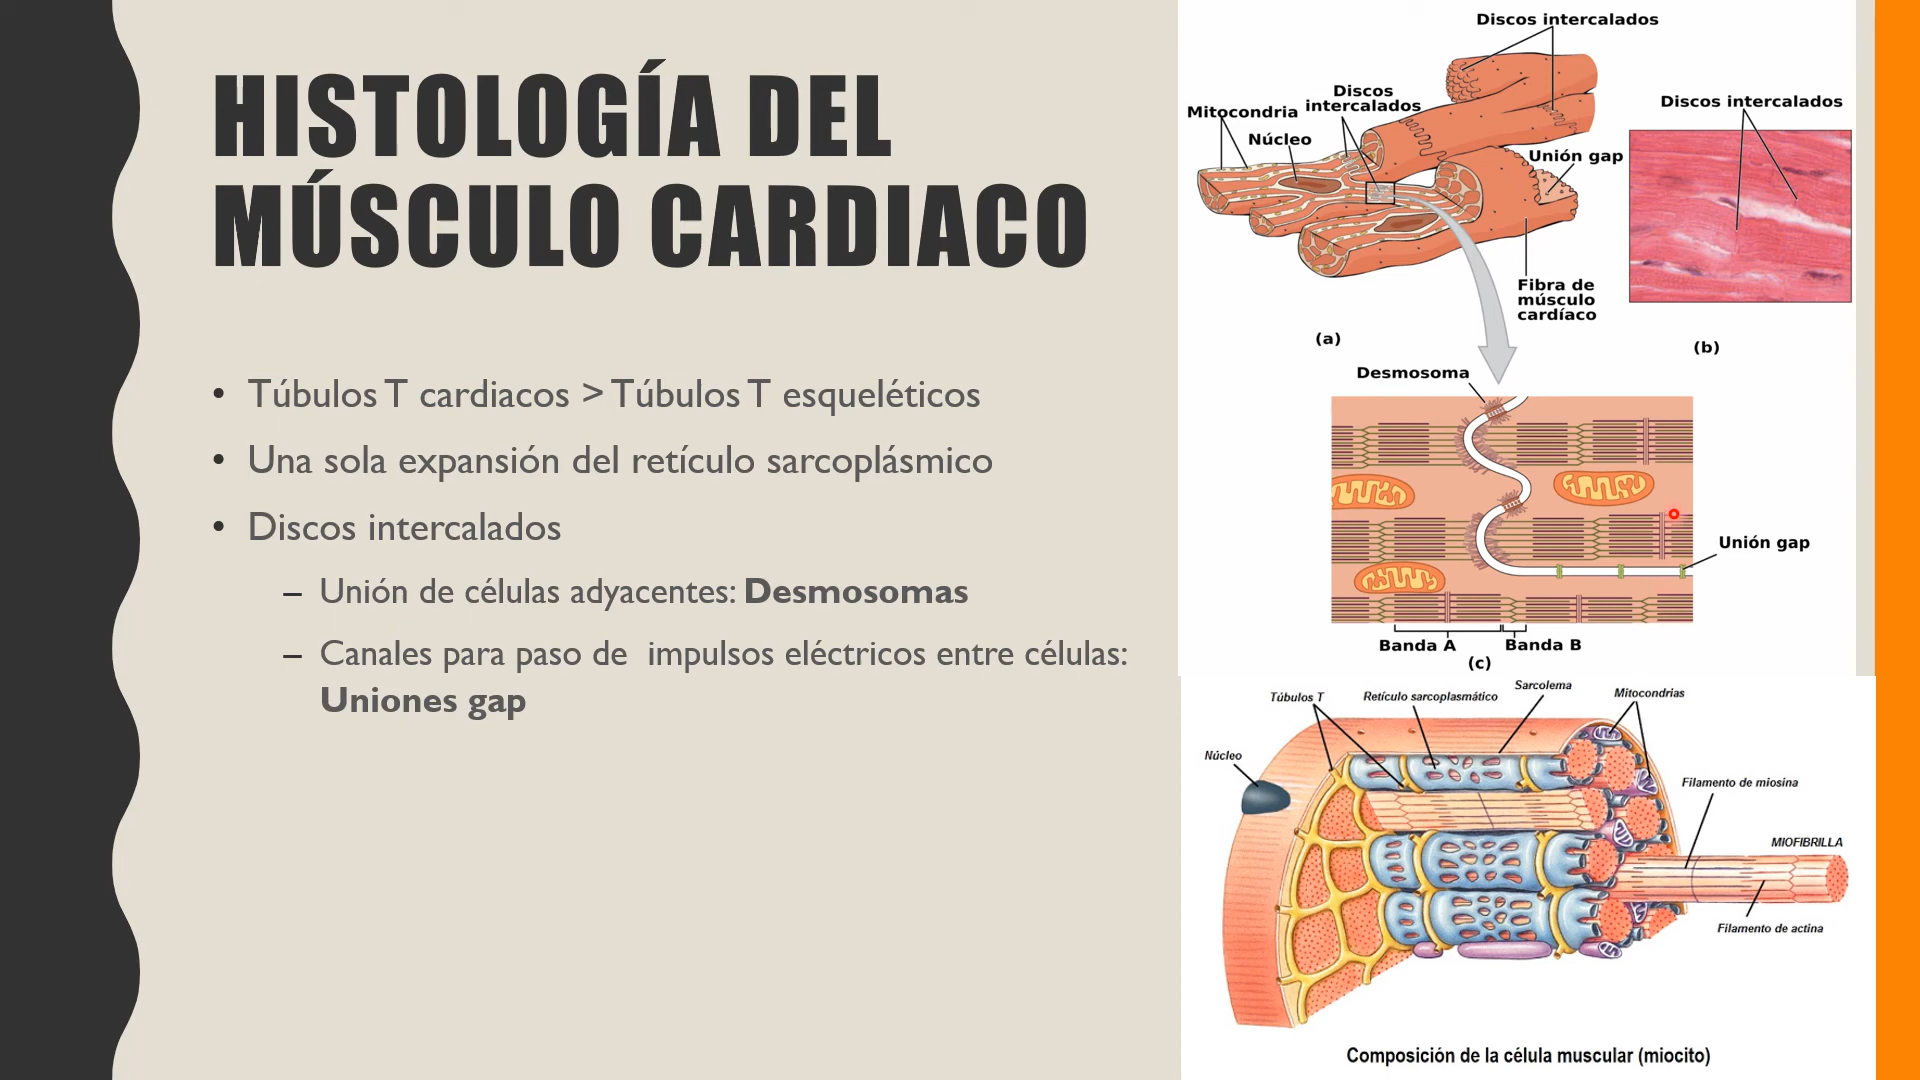 HISTOLOGÍA DEL
MÚSCULO CARDIACO
• Túbulos T cardiacos > Túbulos T esqueléticos
• Una sola expansión del retículo sarcoplásmico
• Discos intercalados
– Unión de células adyacentes: Desmosomas
– Canales para paso de  impulsos eléctricos entre células:
Uniones gap
Discos intercalados
Discos
intercalados
Mitocondria
Núcleo
Unión gap
Fibra de
músculo
cardíaco
(a)
Discos intercalados
(b)
Desmosoma
Unión gap
Banda A
Banda B
(c)
Túbulos T
Retículo sarcoplasmático
Sarcolema
Mitocondrias
Núcleo
Filamento de miosina
MIOFIBRILLA
Filamento de actina
Composición de la célula muscular (miocito)